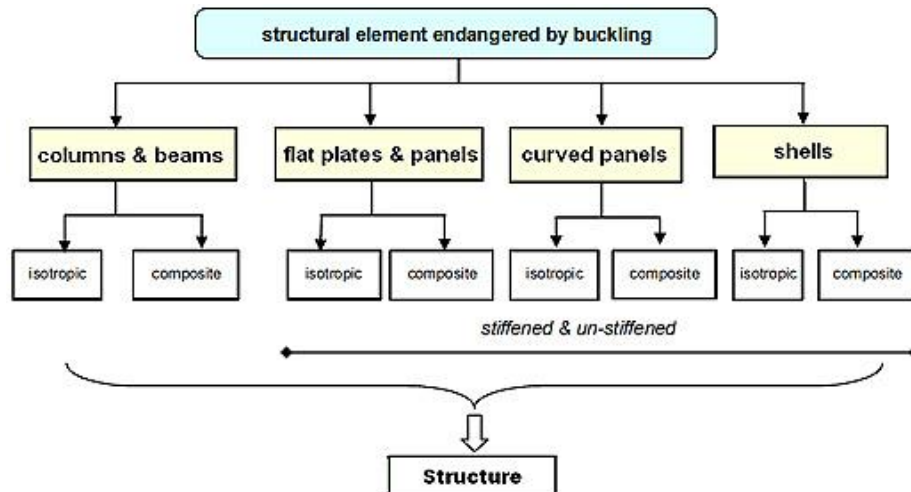 structural element endangered by buckling
columns & beams
flat plates & panels
curved panels
shells
isotropic
composite
isotropic
composite
isotropic
composite
isotropic
composite
stiffened & un-stiffened
Structure